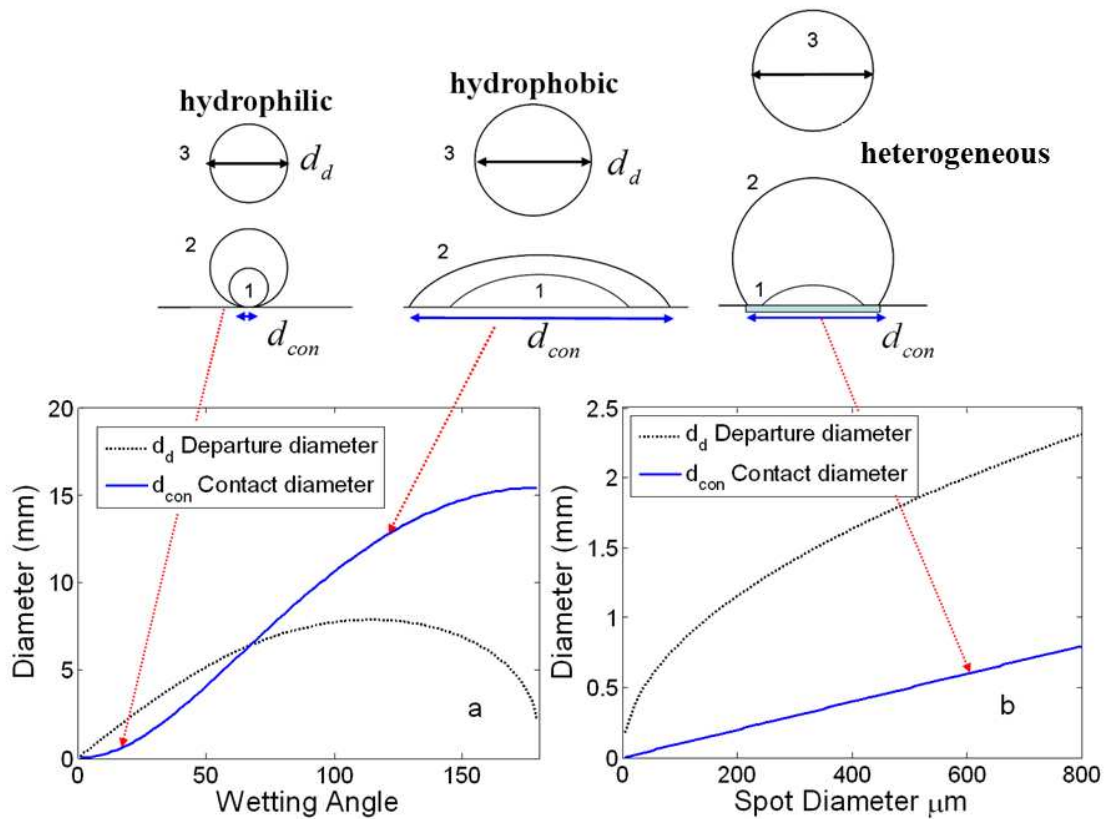 hydrophilic
3
d_d
2
1
d_con
hydrophobic
3
d_d
2
1
d_con
3
heterogeneous
2
1
d_con
20
15
10
5
0
Diameter (mm)
d_d Departure diameter
d_con Contact diameter
a
0 50 100 150
Wetting Angle
2.5
2
1.5
1
0.5
0
Diameter (mm)
d_d Departure diameter
d_con Contact diameter
b
0 200 400 600 800
Spot Diameter μm